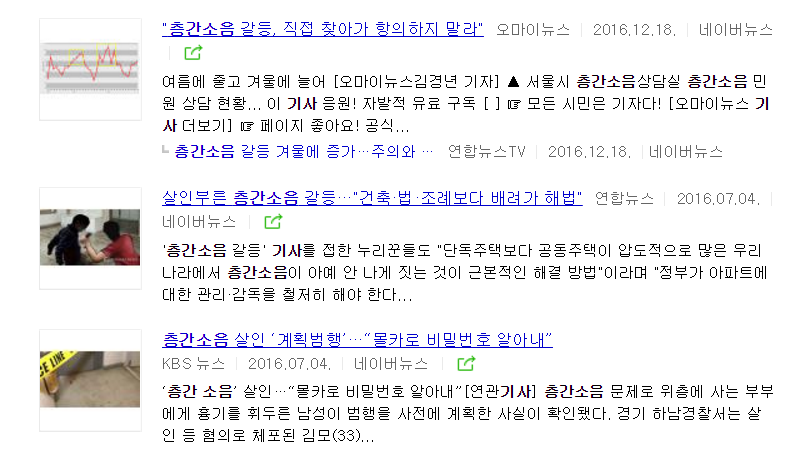 "층간소음 갈등, 직접 찾아가 항의하지 말라" 오마이뉴스 2016.12.18. 네이버뉴스
여름에 줄고 겨울에 늘어 [오마이뉴스김경년 기자] ▲ 서울시 층간소음상담실 층간소음 민
원 상담 현황... 이 기사 응원! 자발적 유료 구독 [ ] ☞ 모든 시민은 기자다! [오마이뉴스 기
사 더보기] ☞ 페이지 좋아요! 공식...
층간소음 갈등 겨울에 증가…주의와 … 연합뉴스TV 2016.12.18. 네이버뉴스
살인부른 층간소음 갈등…"건축·법·조례보다 배려가 해법" 연합뉴스 2016.07.04.
네이버뉴스
'층간소음 갈등' 기사를 접한 누리꾼들도 "단독주택보다 공동주택이 압도적으로 많은 우리
나라에서 층간소음이 아예 안 나게 짓는 것이 근본적인 해결 방법"이라며 "정부가 아파트에
대한 관리·감독을 철저히 해야 한다...
층간소음 살인 ‘계획범행’…“몰카로 비밀번호 알아내”
KBS 뉴스 2016.07.04. 네이버뉴스
‘층간 소음’ 살인…“몰카로 비밀번호 알아내”[연관기사] 층간소음 문제로 위층에 사는 부부
에게 흉기를 휘두른 남성이 범행을 사전에 계획한 사실이 확인됐다. 경기 하남경찰서는 살
인 등 혐의로 체포된 김모(33)...